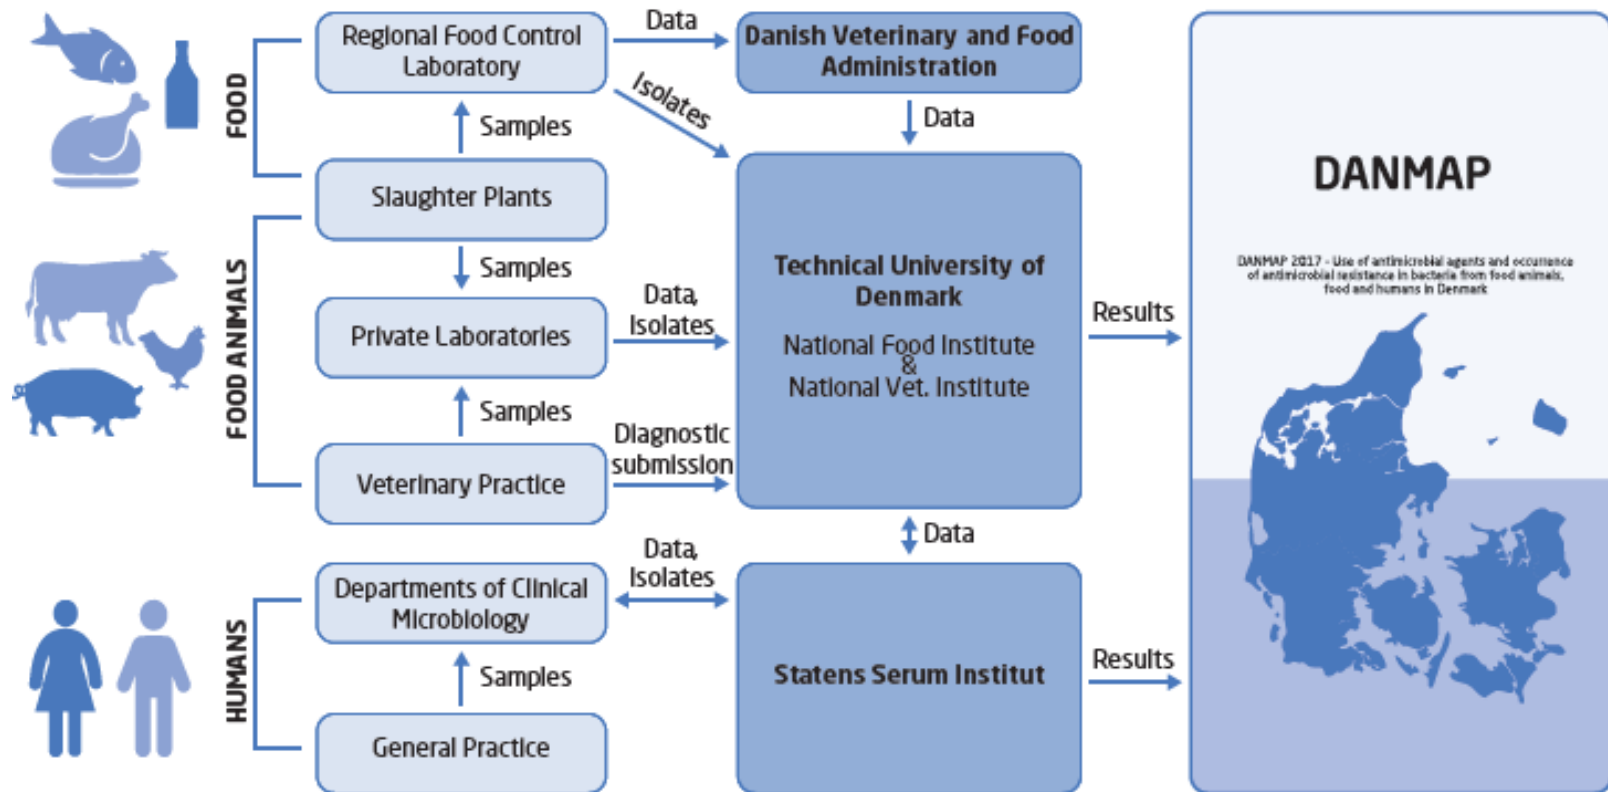 FOOD
Regional Food Control
Laboratory
Data
Danish Veterinary and Food
Administration
Isolates
Samples
Data
Slaughter Plants
FOOD ANIMALS
Samples
Private Laboratories
Data,
Isolates
Technical University of
Denmark
National Food Institute
&
National Vet. Institute
Samples
Veterinary Practice
Diagnostic
submission
Results
Data
HUMANS
Departments of Clinical
Microbiology
Data,
Isolates
Samples
General Practice
Statens Serum Institut
Results
DANMAP
DANMAP 2017 - Use of antimicrobial agents and occurrence
of antimicrobial resistance in bacteria from food animals,
food and humans in Denmark